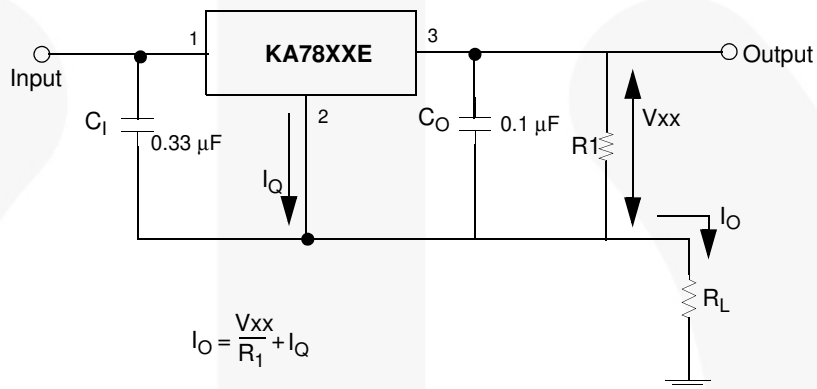 1
KA78XXE
3
Input
Output
2
C_I
0.33 μF
I_Q
C_O
0.1 μF
R1
Vxx
I_O
R_L
I_O = Vxx/R_1 + I_Q